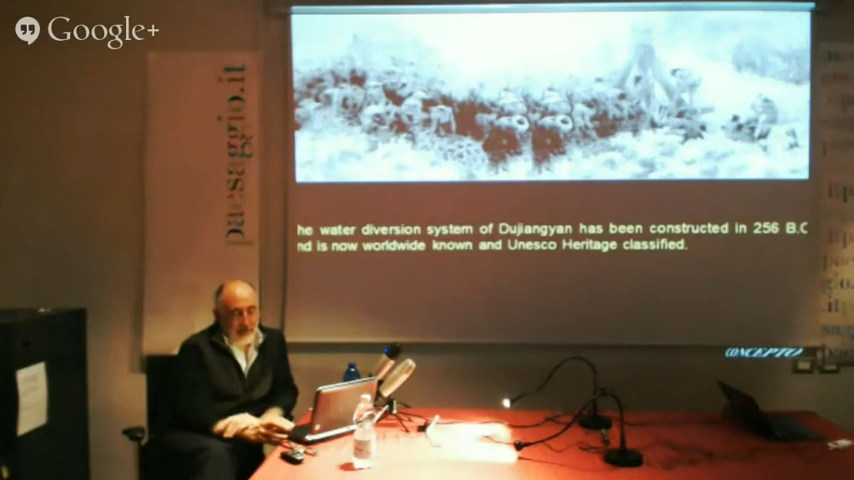 Google+
paesaggio.it
he water diversion system of Dujiangyan has been constructed in 256 B.C
nd is now worldwide known and Unesco Heritage classified.
CONCEPTO